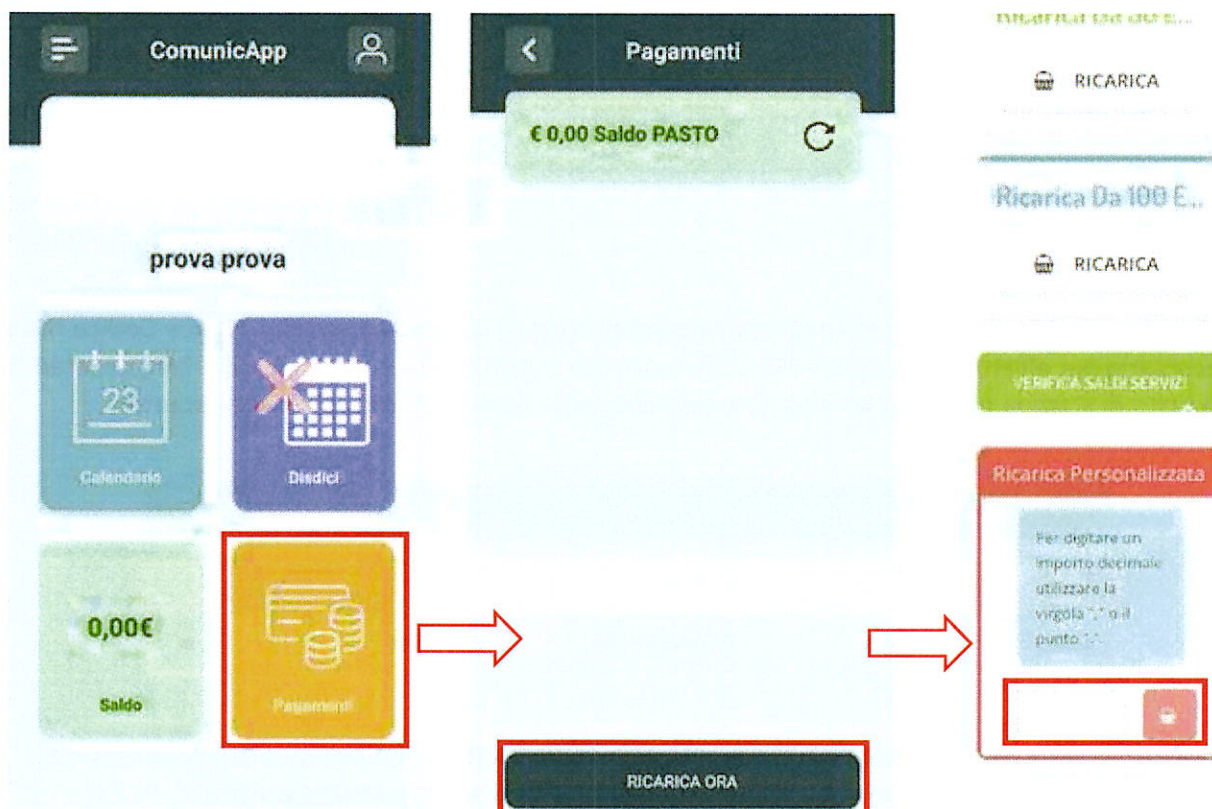 ComunicApp
prova prova
23
Calendario
Disdici
0,00€
Saldo
Pagamenti
Pagamenti
€ 0,00 Saldo PASTO
RICARICA ORA
RICARICA
Ricarica Da 100 E...
RICARICA
VERIFICA SALDI SERVIZI
Ricarica Personalizzata
Per digitare un
importo decimale
utilizzare la
virgola "," o il
punto "."